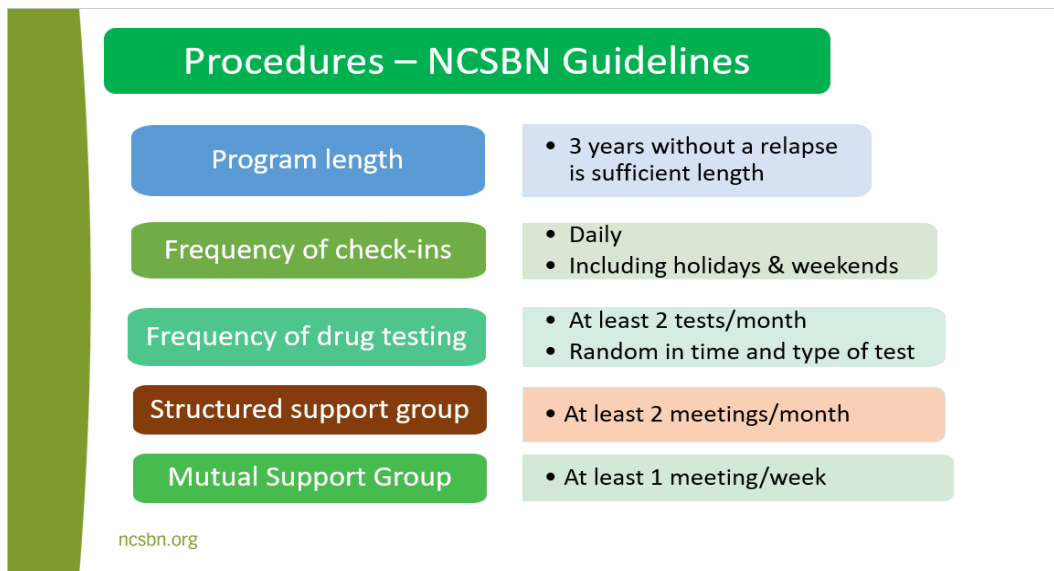 Procedures – NCSBN Guidelines
Program length
• 3 years without a relapse
is sufficient length
Frequency of check-ins
• Daily
• Including holidays & weekends
Frequency of drug testing
• At least 2 tests/month
• Random in time and type of test
Structured support group
• At least 2 meetings/month
Mutual Support Group
• At least 1 meeting/week
ncsbn.org